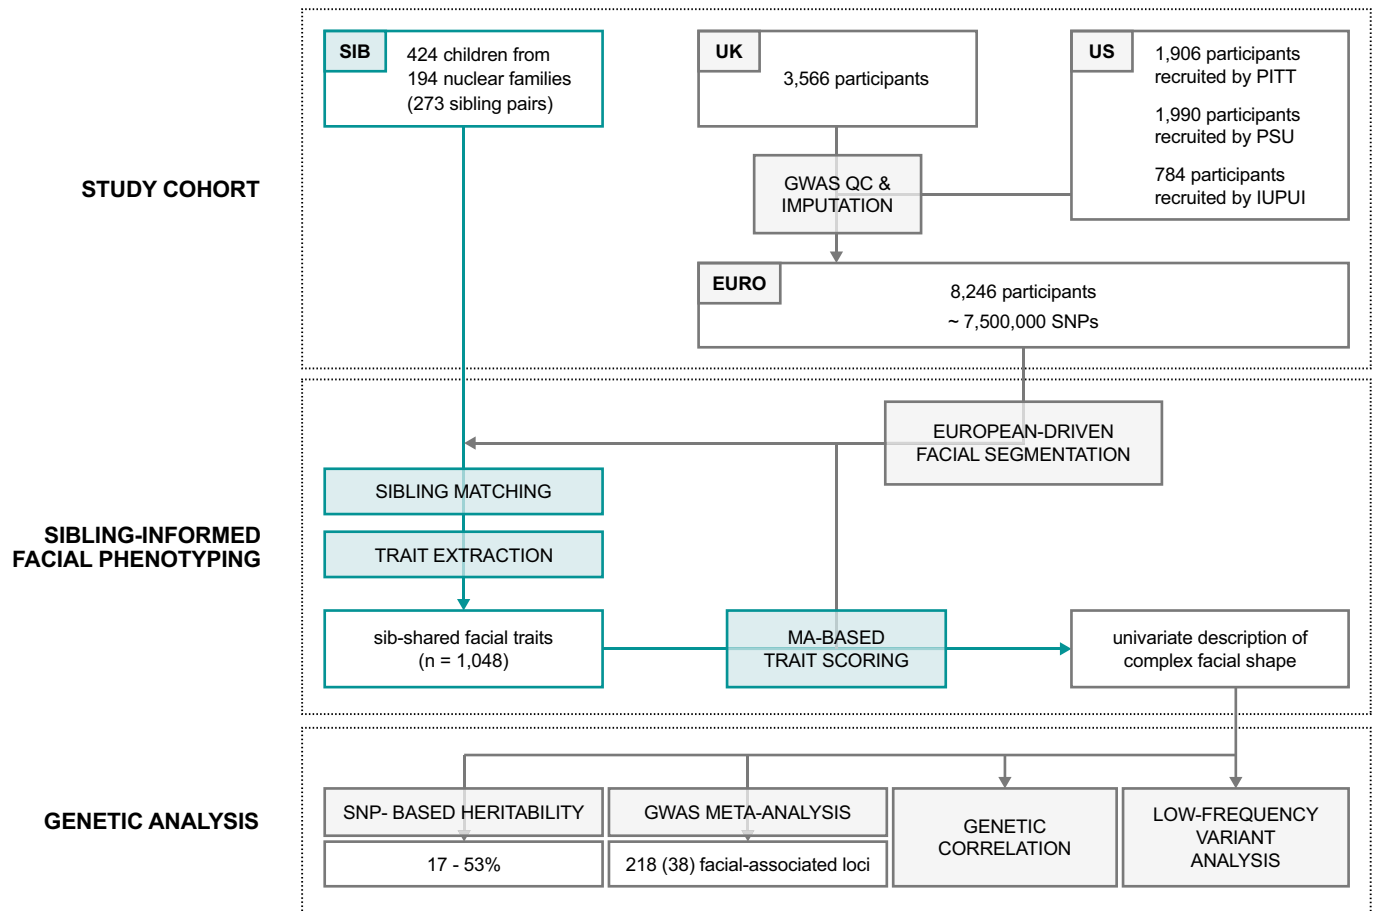 STUDY COHORT
SIB
424 children from
194 nuclear families
(273 sibling pairs)
UK
3,566 participants
US
1,906 participants
recruited by PITT
1,990 participants
recruited by PSU
784 participants
recruited by IUPUI
GWAS QC &
IMPUTATION
EURO
8,246 participants
~ 7,500,000 SNPs
SIBLING-INFORMED
FACIAL PHENOTYPING
EUROPEAN-DRIVEN
FACIAL SEGMENTATION
SIBLING MATCHING
TRAIT EXTRACTION
sib-shared facial traits
(n = 1,048)
MA-BASED
TRAIT SCORING
univariate description of
complex facial shape
GENETIC ANALYSIS
SNP- BASED HERITABILITY
17 - 53%
GWAS META-ANALYSIS
218 (38) facial-associated loci
GENETIC
CORRELATION
LOW-FREQUENCY
VARIANT
ANALYSIS